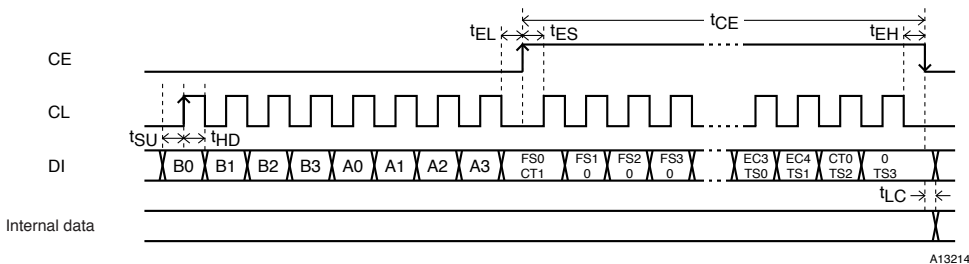 tCE
tEL tES tEH
CE
CL
tSU tHD
DI B0 B1 B2 B3 A0 A1 A2 A3 FS0 FS1 FS2 FS3 EC3 EC4 CT0 0
CT1 0 0 0 TS0 TS1 TS2 TS3
tLC
Internal data
A13214